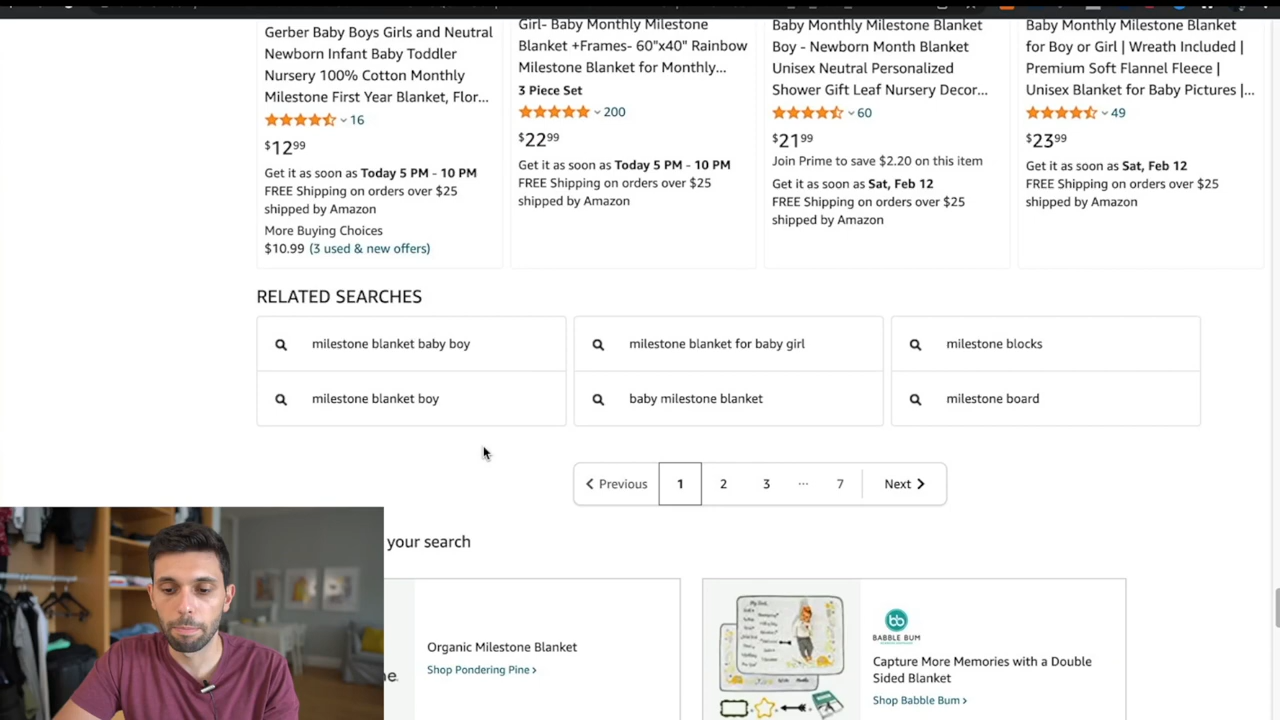 Gerber Baby Boys Girls and Neutral
Newborn Infant Baby Toddler
Nursery 100% Cotton Monthly
Milestone First Year Blanket, Flor...
16
$12⁹⁹
Get it as soon as Today 5 PM - 10 PM
FREE Shipping on orders over $25
shipped by Amazon
More Buying Choices
$10.99 (3 used & new offers)
Girl- Baby Monthly Milestone
Blanket +Frames- 60"x40" Rainbow
Milestone Blanket for Monthly...
3 Piece Set
200
$22⁹⁹
Get it as soon as Today 5 PM - 10 PM
FREE Shipping on orders over $25
shipped by Amazon
Baby Monthly Milestone Blanket
Boy - Newborn Month Blanket
Unisex Neutral Personalized
Shower Gift Leaf Nursery Decor...
60
$21⁹⁹
Join Prime to save $2.20 on this item
Get it as soon as Sat, Feb 12
FREE Shipping on orders over $25
shipped by Amazon
Baby Monthly Milestone Blanket
for Boy or Girl | Wreath Included |
Premium Soft Flannel Fleece |
Unisex Blanket for Baby Pictures |...
49
$23⁹⁹
Get it as soon as Sat, Feb 12
FREE Shipping on orders over $25
shipped by Amazon
RELATED SEARCHES
milestone blanket baby boy
milestone blanket for baby girl
milestone blocks
milestone blanket boy
baby milestone blanket
milestone board
Previous 1 2 3 ... 7 Next
your search
Organic Milestone Blanket
Shop Pondering Pine ›
bb
BABBLE BUM
Capture More Memories with a Double
Sided Blanket
Shop Babble Bum ›